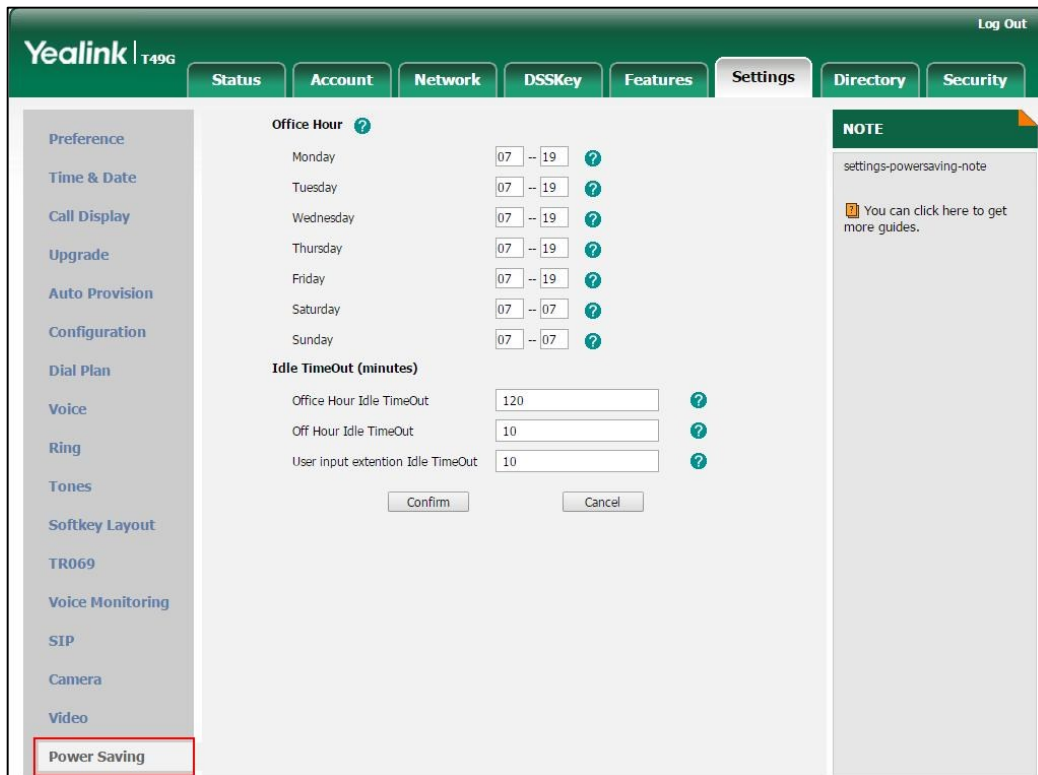 Log Out
Yealink | T49G
Status Account Network DSSKey Features Settings Directory Security
Preference
Time & Date
Call Display
Upgrade
Auto Provision
Configuration
Dial Plan
Voice
Ring
Tones
Softkey Layout
TR069
Voice Monitoring
SIP
Camera
Video
Power Saving
Office Hour ?
Monday 07 -- 19 ?
Tuesday 07 -- 19 ?
Wednesday 07 -- 19 ?
Thursday 07 -- 19 ?
Friday 07 -- 19 ?
Saturday 07 -- 07 ?
Sunday 07 -- 07 ?
Idle TimeOut (minutes)
Office Hour Idle TimeOut 120 ?
Off Hour Idle TimeOut 10 ?
User input extention Idle TimeOut 10 ?
Confirm Cancel
NOTE
settings-powersaving-note
? You can click here to get
more guides.